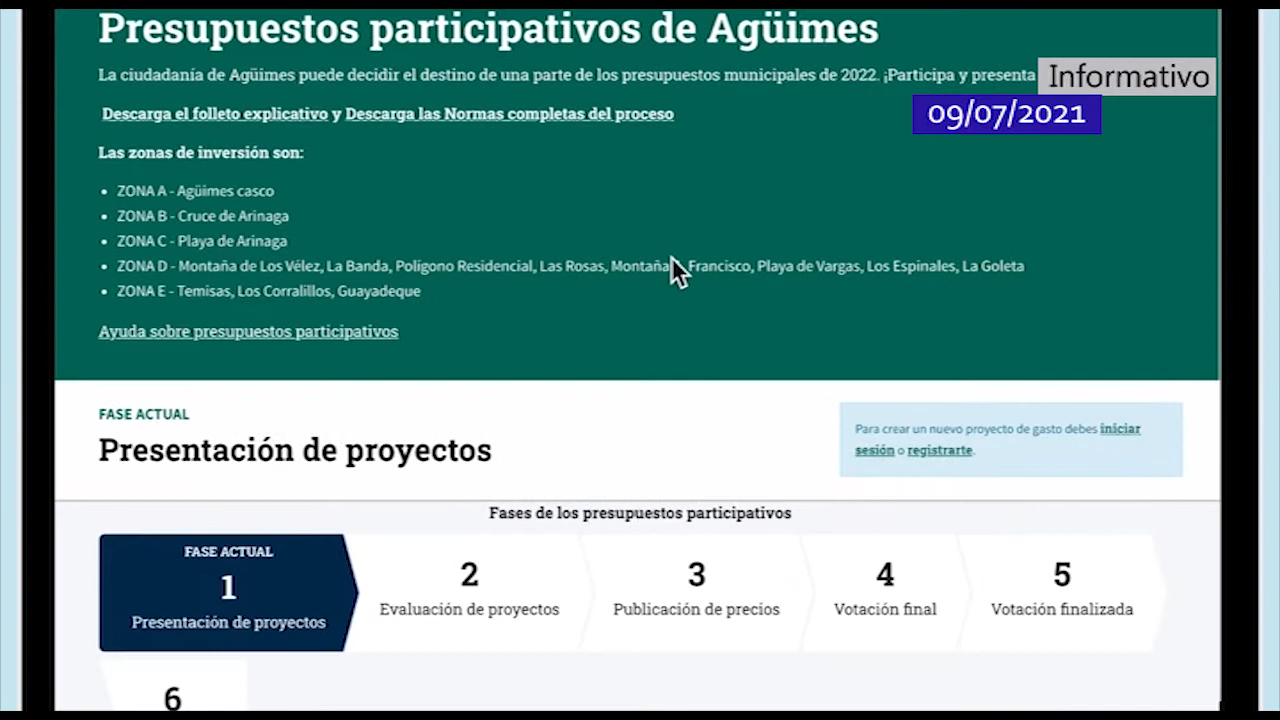 Presupuestos participativos de Agüimes
La ciudadanía de Agüimes puede decidir el destino de una parte de los presupuestos municipales de 2022. ¡Participa y presenta
Informativo
09/07/2021
Descarga el folleto explicativo y Descarga las Normas completas del proceso
Las zonas de inversión son:
• ZONA A - Agüimes casco
• ZONA B - Cruce de Arinaga
• ZONA C - Playa de Arinaga
• ZONA D - Montaña de Los Vélez, La Banda, Polígono Residencial, Las Rosas, Montaña Francisco, Playa de Vargas, Los Espinales, La Goleta
• ZONA E - Temisas, Los Corralillos, Guayadeque
Ayuda sobre presupuestos participativos
FASE ACTUAL
Presentación de proyectos
Para crear un nuevo proyecto de gasto debes iniciar
sesión o registrarte.
Fases de los presupuestos participativos
FASE ACTUAL
1
Presentación de proyectos
2
Evaluación de proyectos
3
Publicación de precios
4
Votación final
5
Votación finalizada
6